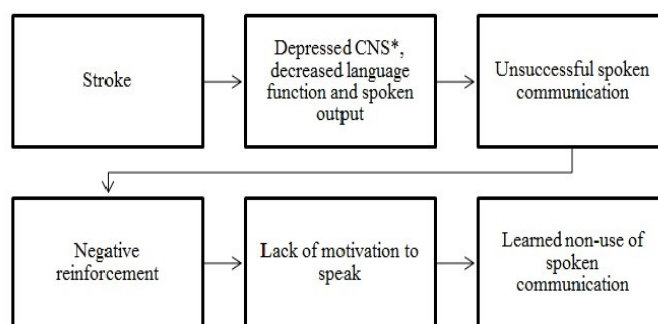 Stroke
Depressed CNS*,
decreased language
function and spoken
output
Unsuccessful spoken
communication
Negative
reinforcement
Lack of motivation to
speak
Learned non-use of
spoken
communication